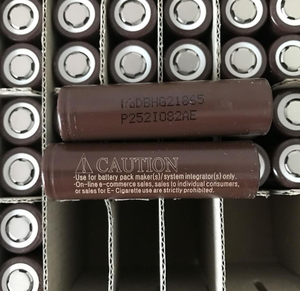 INDBHG21865
P252I082AE
⚠ CAUTION
•Use for battery pack maker(s)/ system integrator(s) only.
•On-line e-commerce sales, sales to individual consumers,
or sales for E- Cigarette use are strictly prohibited.